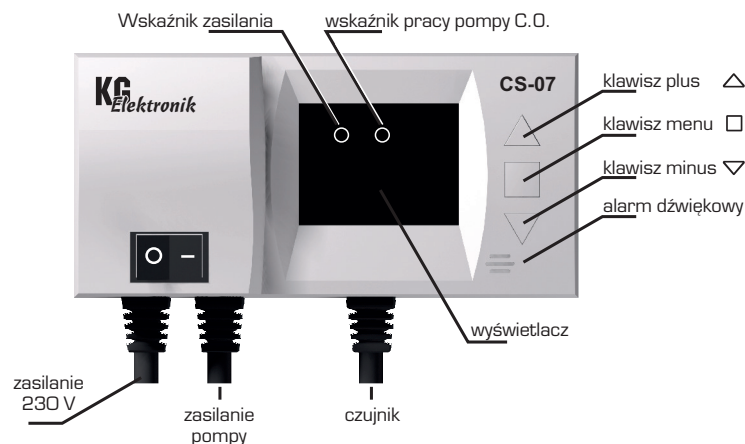 Wskaźnik zasilania
wskaźnik pracy pompy C.O.
KG Elektronik
CS-07
klawisz plus
klawisz menu
klawisz minus
alarm dźwiękowy
wyświetlacz
zasilanie
230 V
zasilanie
pompy
czujnik